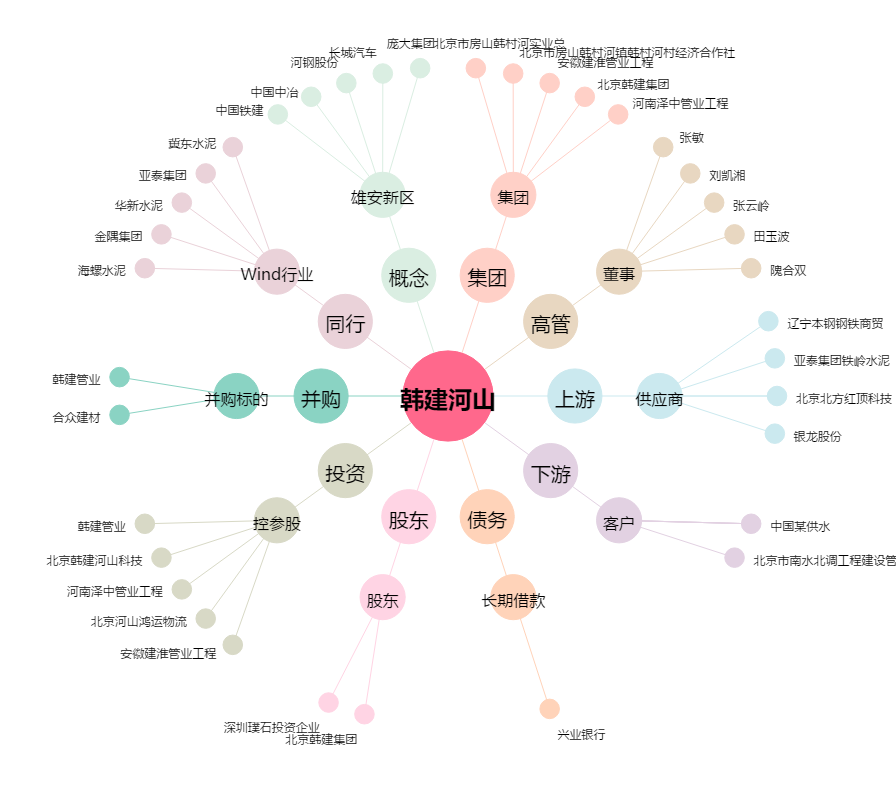 庞大集团
北京市房山韩村河实业总
长城汽车
北京市房山韩村河镇韩村河村经济合作社
河钢股份
安徽建淮管业工程
中国中冶
北京韩建集团
中国铁建
河南泽中管业工程
冀东水泥
张敏
亚泰集团
刘凯湘
华新水泥
雄安新区
集团
张云岭
金隅集团
田玉波
海螺水泥
Wind行业
概念
集团
董事
隗合双
同行
高管
辽宁本钢钢铁商贸
亚泰集团铁岭水泥
韩建管业
并购标的
并购
韩建河山
上游
供应商
北京北方红顶科技
合众建材
银龙股份
投资
下游
韩建管业
控参股
股东
债务
客户
中国某供水
北京韩建河山科技
北京市南水北调工程建设管
河南泽中管业工程
股东
长期借款
北京河山鸿运物流
安徽建淮管业工程
深圳璞石投资企业
北京韩建集团
兴业银行